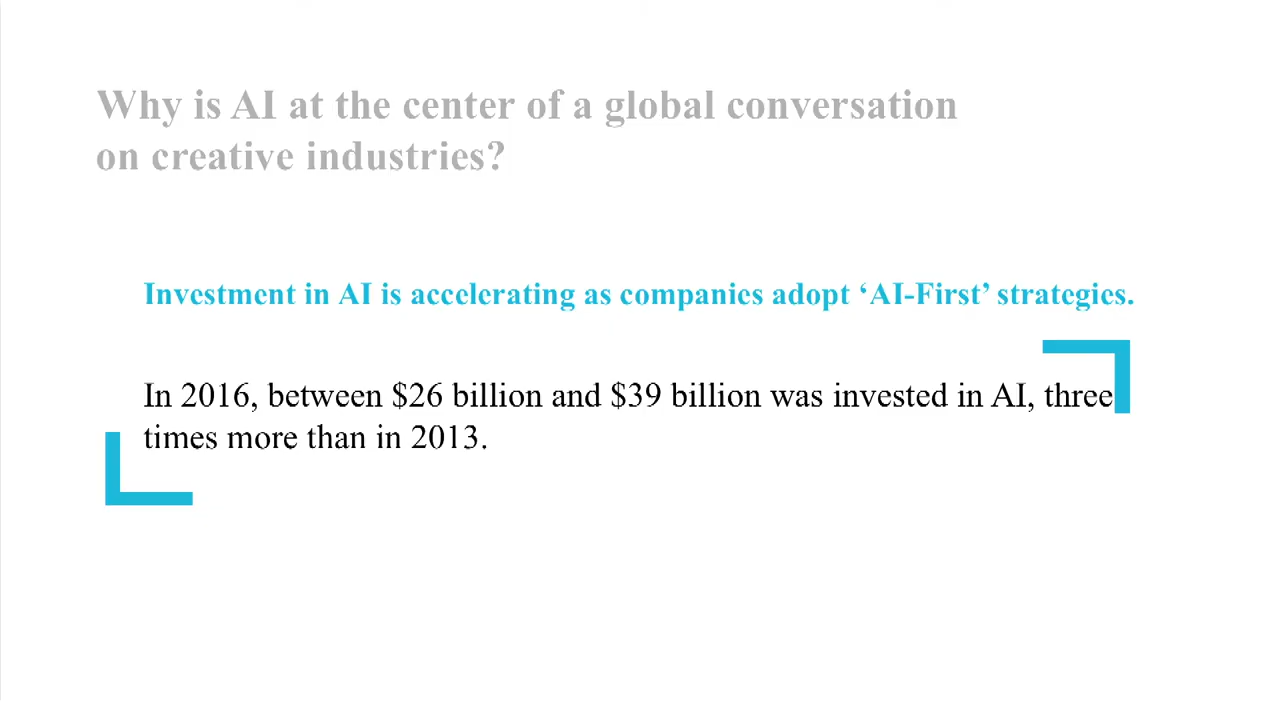 Why is AI at the center of a global conversation
on creative industries?
Investment in AI is accelerating as companies adopt ‘AI-First’ strategies.
In 2016, between $26 billion and $39 billion was invested in AI, three
times more than in 2013.